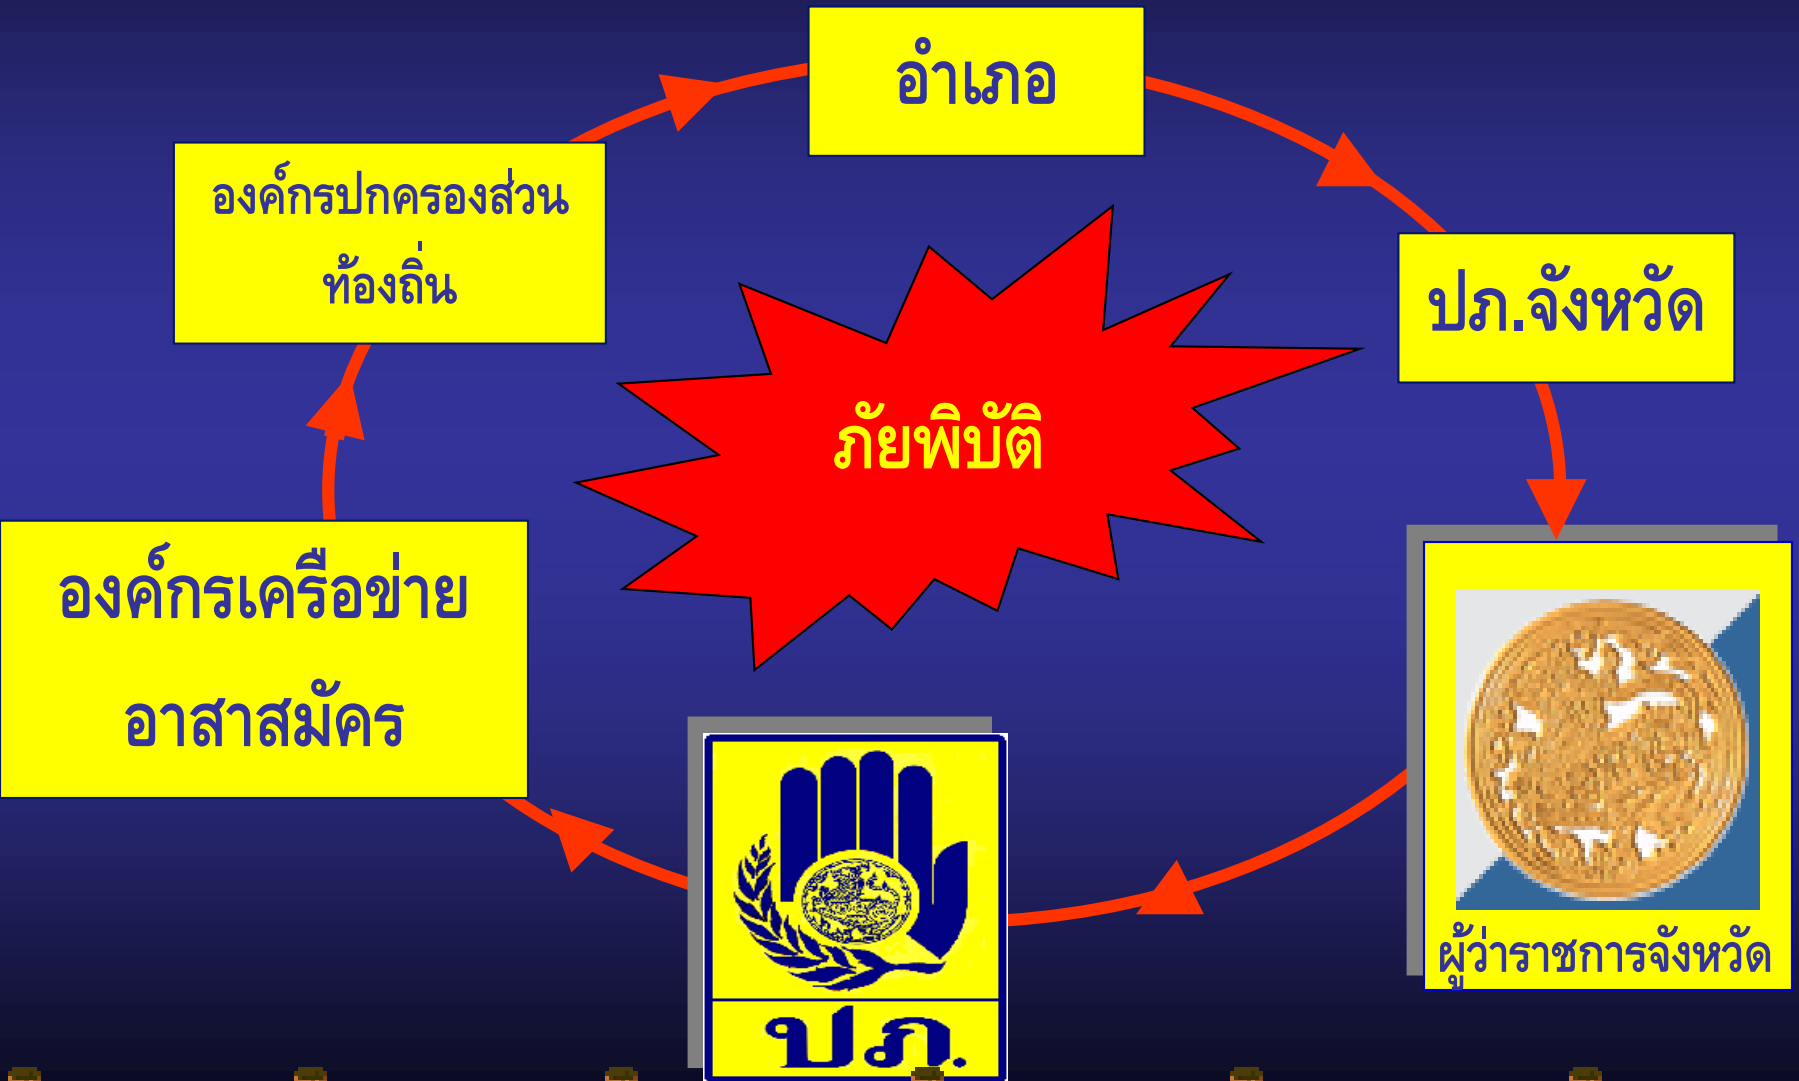 อำเภอ
องค์กรปกครองส่วน
ท้องถิ่น
ปภ.จังหวัด
ภัยพิบัติ
องค์กรเครือข่าย
อาสาสมัคร
ผู้ว่าราชการจังหวัด
ปภ.